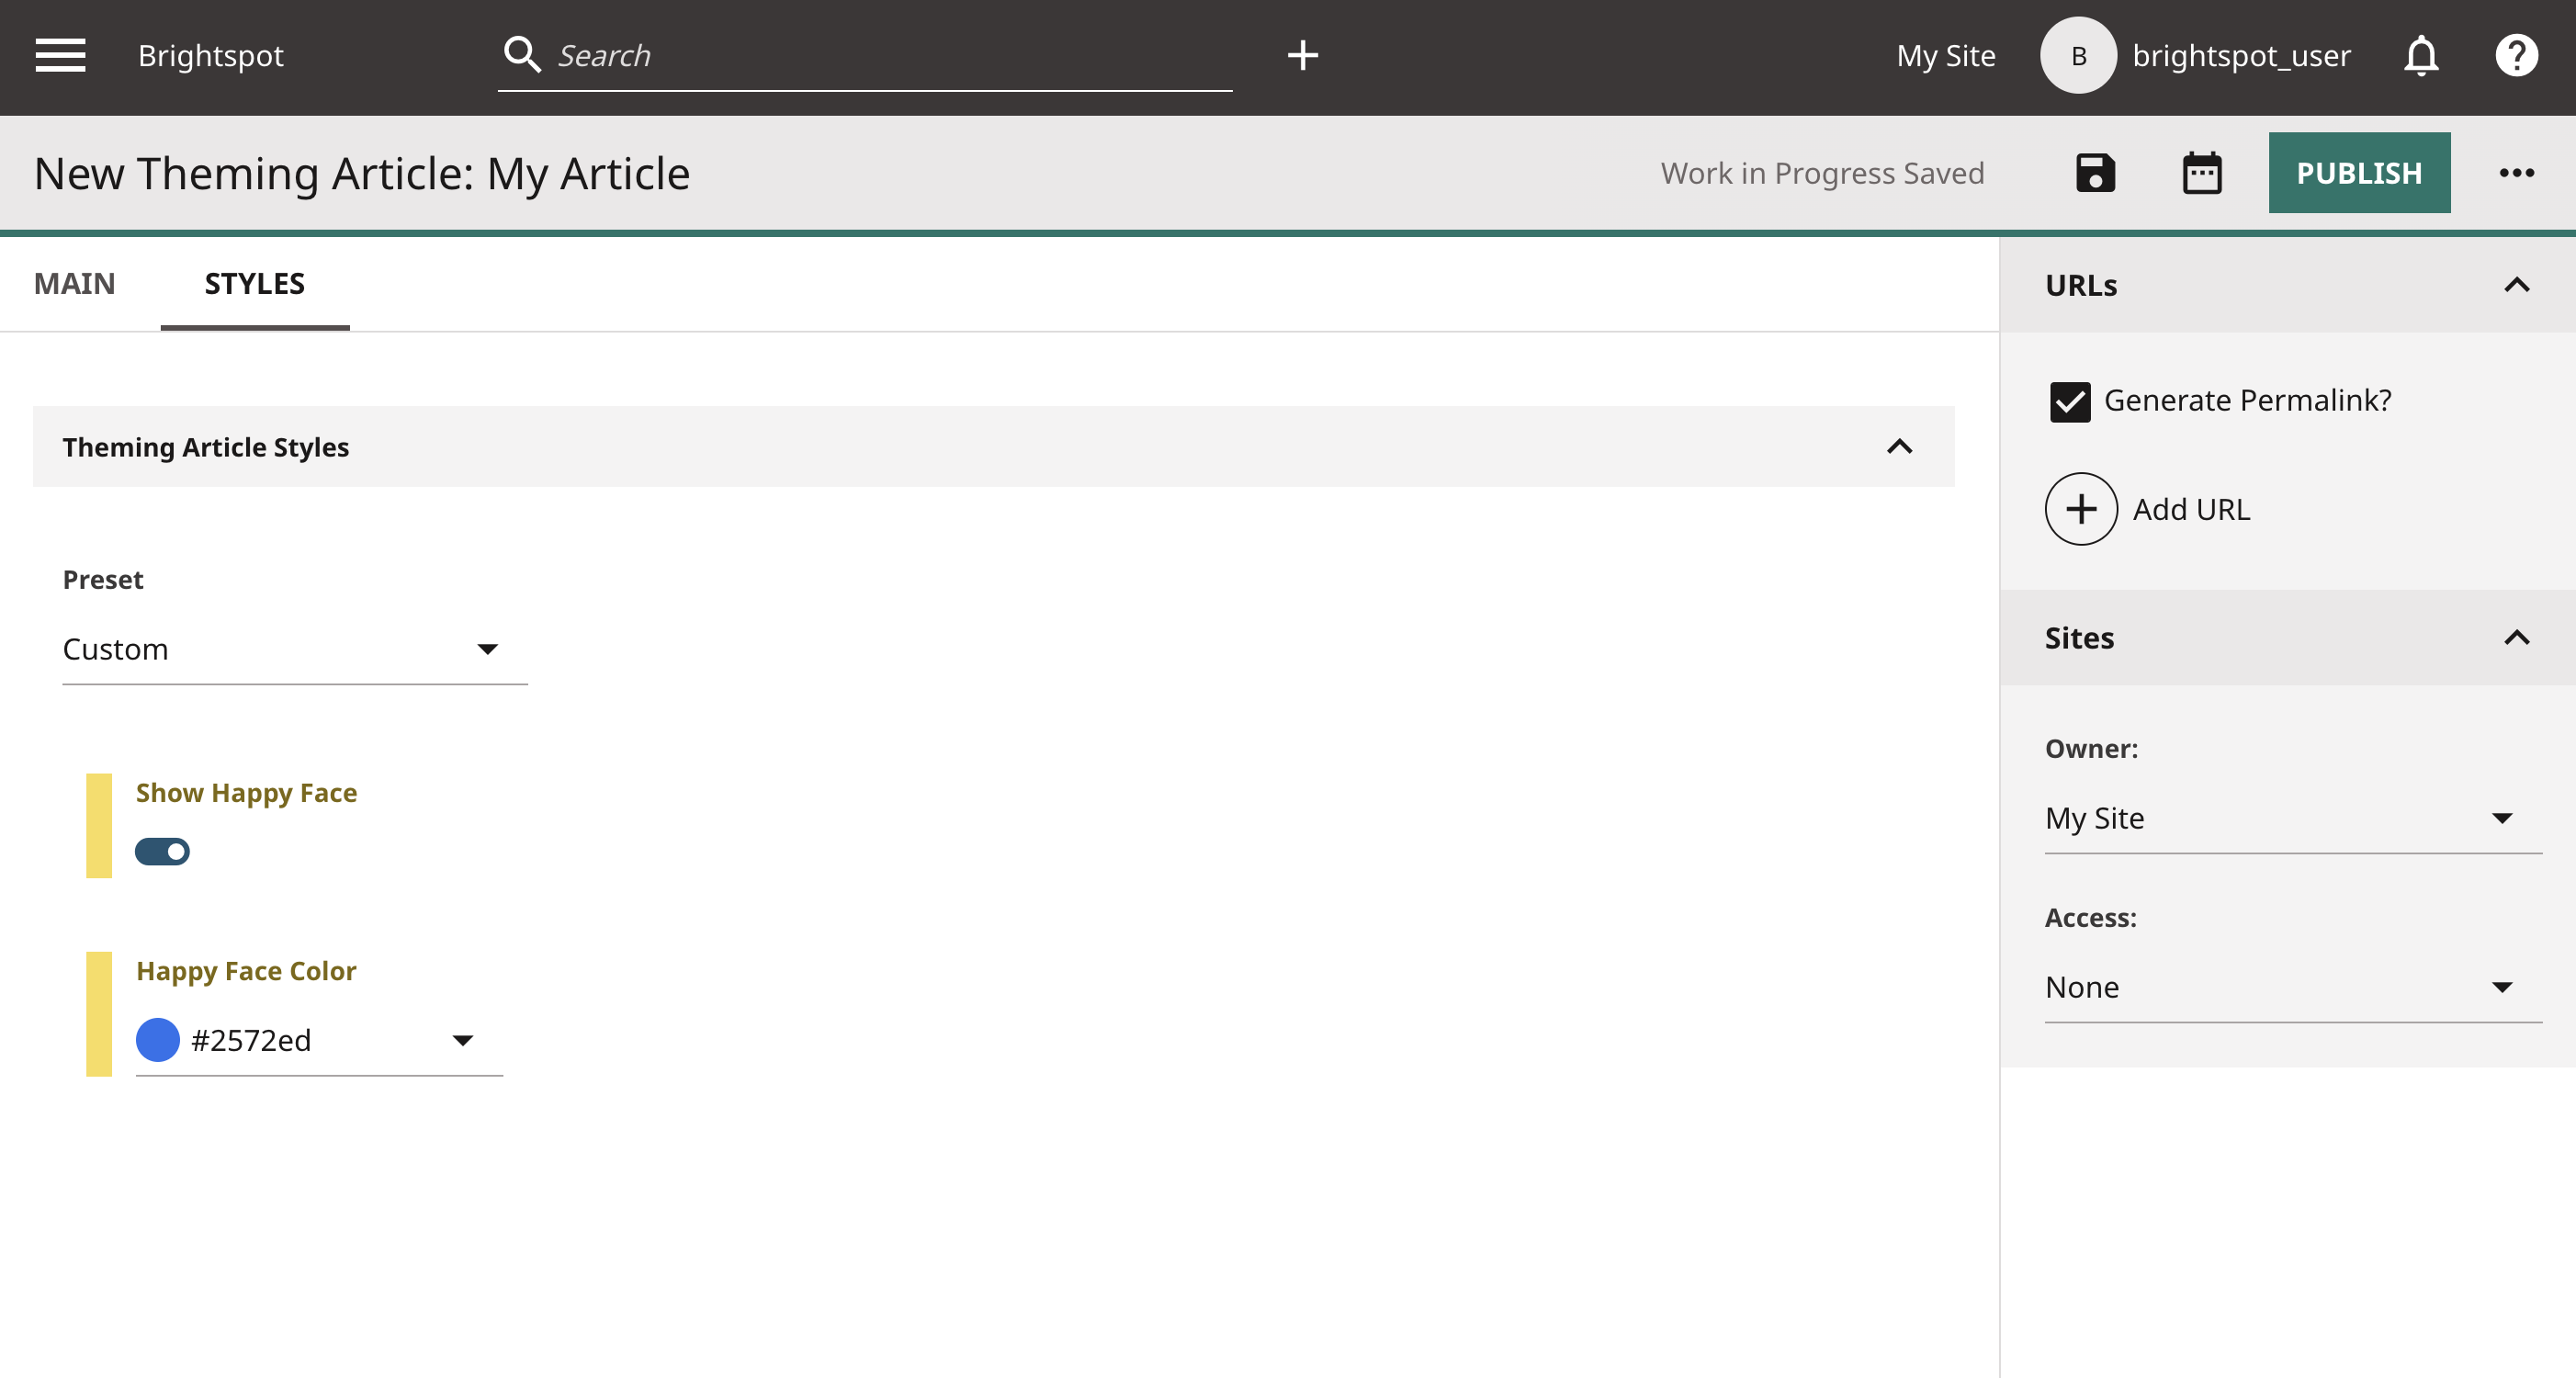 Brightspot
Search
My Site
B
brightspot_user
New Theming Article: My Article
Work in Progress Saved
PUBLISH
MAIN
STYLES
Theming Article Styles
Preset
Custom
Show Happy Face
Happy Face Color
#2572ed
URLs
Generate Permalink?
Add URL
Sites
Owner:
My Site
Access:
None